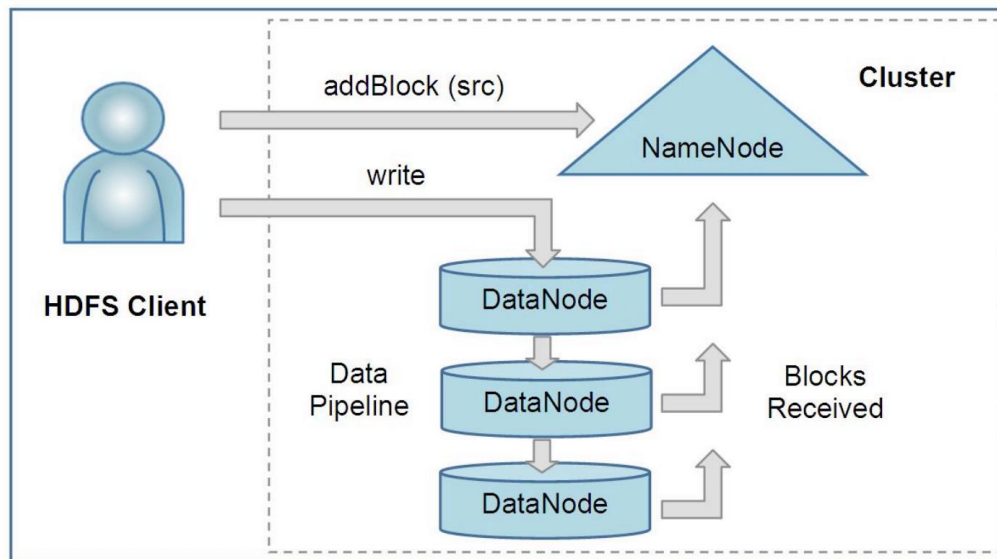 addBlock (src)
Cluster
NameNode
write
HDFS Client
DataNode
Data
Pipeline
DataNode
Blocks
Received
DataNode